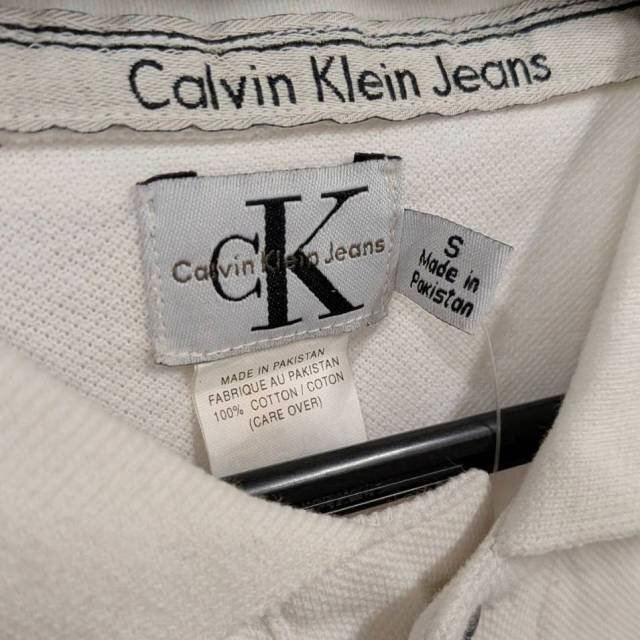 Calvin Klein Jeans
CK
Calvin Klein Jeans
S
Made in
Pakistan
MADE IN PAKISTAN
FABRIQUE AU PAKISTAN
100% COTTON / COTON
(CARE OVER)